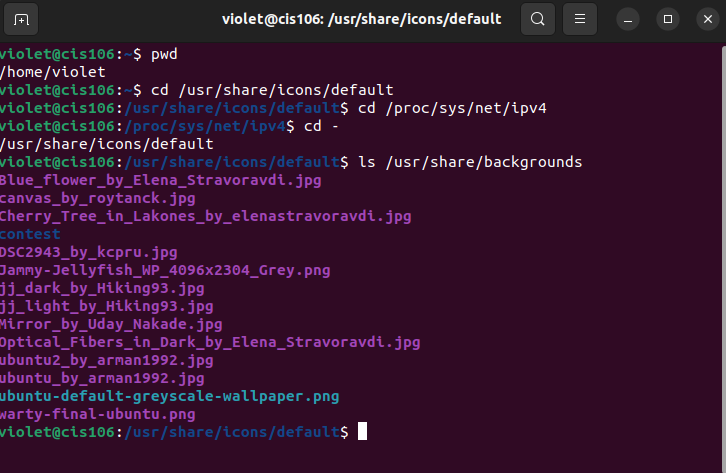 violet@cis106: /usr/share/icons/default
violet@cis106:~$ pwd
/home/violet
violet@cis106:~$ cd /usr/share/icons/default
violet@cis106:/usr/share/icons/default$ cd /proc/sys/net/ipv4
violet@cis106:/proc/sys/net/ipv4$ cd -
/usr/share/icons/default
violet@cis106:/usr/share/icons/default$ ls /usr/share/backgrounds
Blue_flower_by_Elena_Stravoravdi.jpg
canvas_by_roytanck.jpg
Cherry_Tree_in_Lakones_by_elenastravoravdi.jpg
contest
DSC2943_by_kcpru.jpg
Jammy-Jellyfish_WP_4096x2304_Grey.png
jj_dark_by_Hiking93.jpg
jj_light_by_Hiking93.jpg
Mirror_by_Uday_Nakade.jpg
Optical_Fibers_in_Dark_by_Elena_Stravoravdi.jpg
ubuntu2_by_arman1992.jpg
ubuntu_by_arman1992.jpg
ubuntu-default-greyscale-wallpaper.png
warty-final-ubuntu.png
violet@cis106:/usr/share/icons/default$